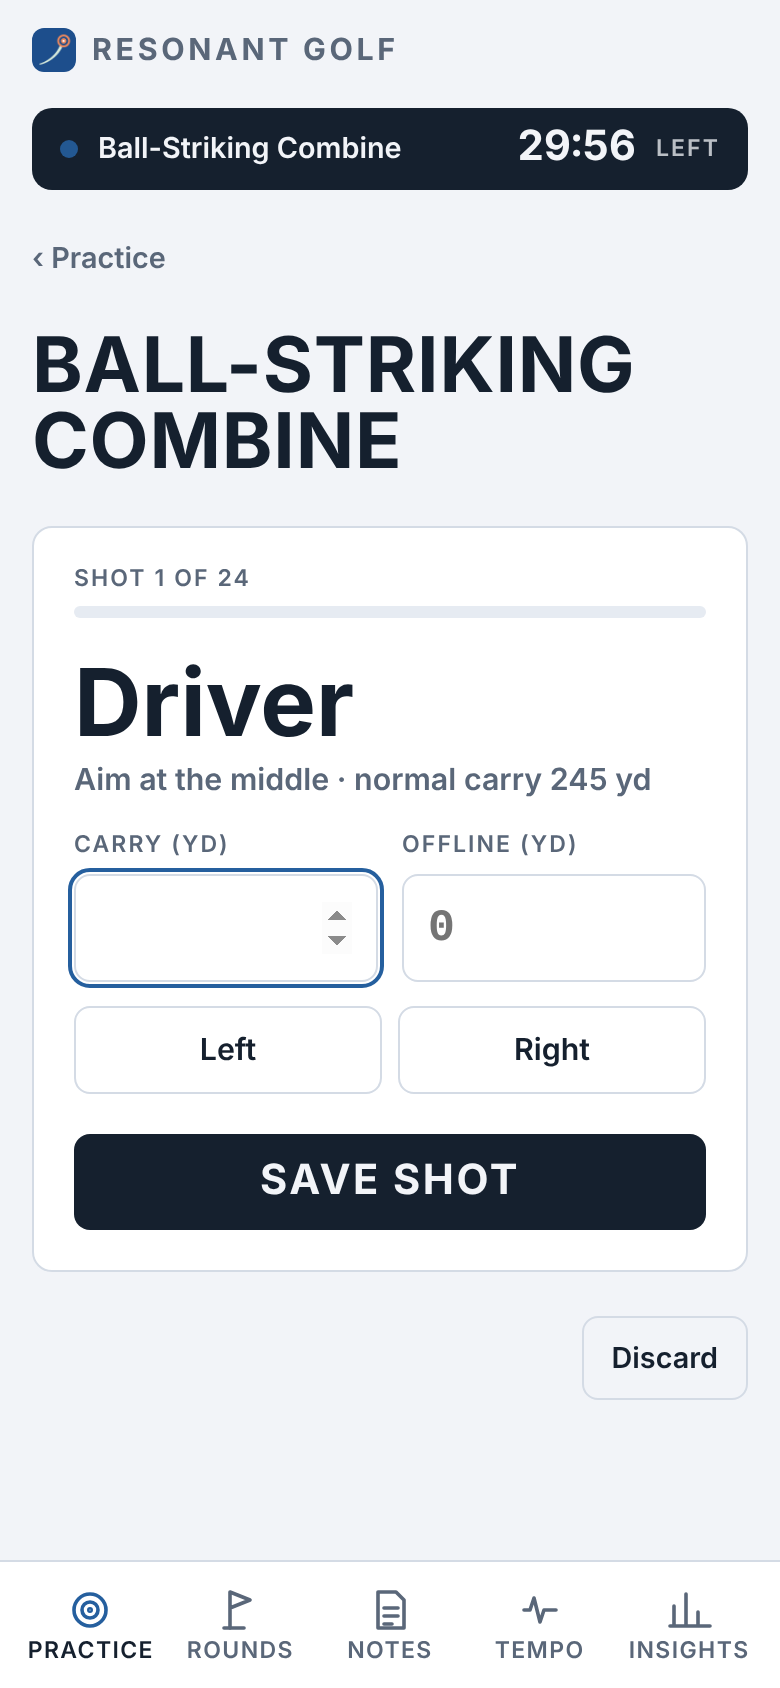 RESONANT GOLF
Ball-Striking Combine 29:56 LEFT
‹ Practice
BALL-STRIKING
COMBINE
SHOT 1 OF 24
Driver
Aim at the middle · normal carry 245 yd
CARRY (YD) OFFLINE (YD)
0
Left Right
SAVE SHOT
Discard
PRACTICE ROUNDS NOTES TEMPO INSIGHTS